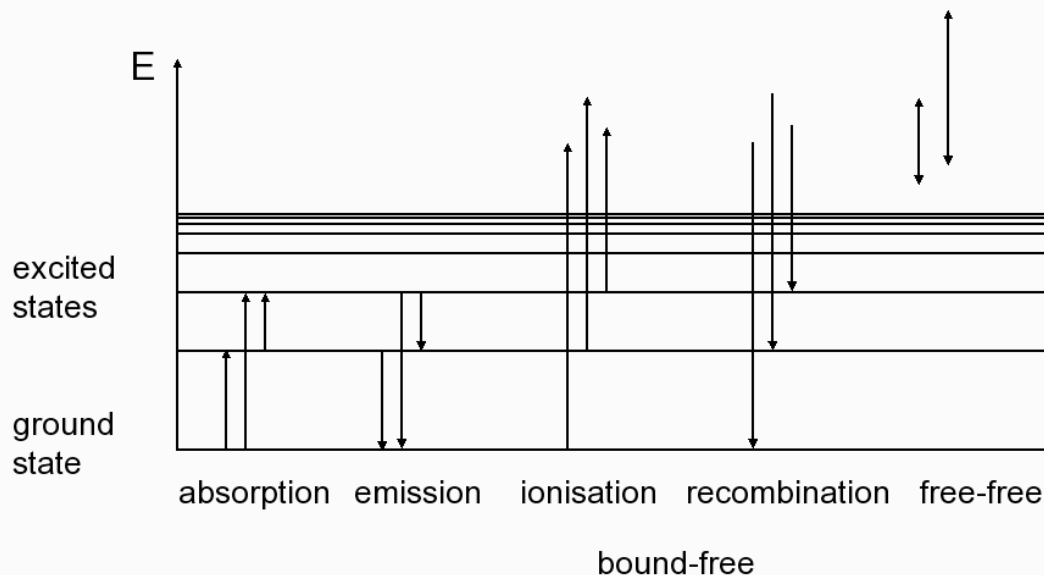 E
excited
states
ground
state
absorption emission ionisation recombination free-free
bound-free